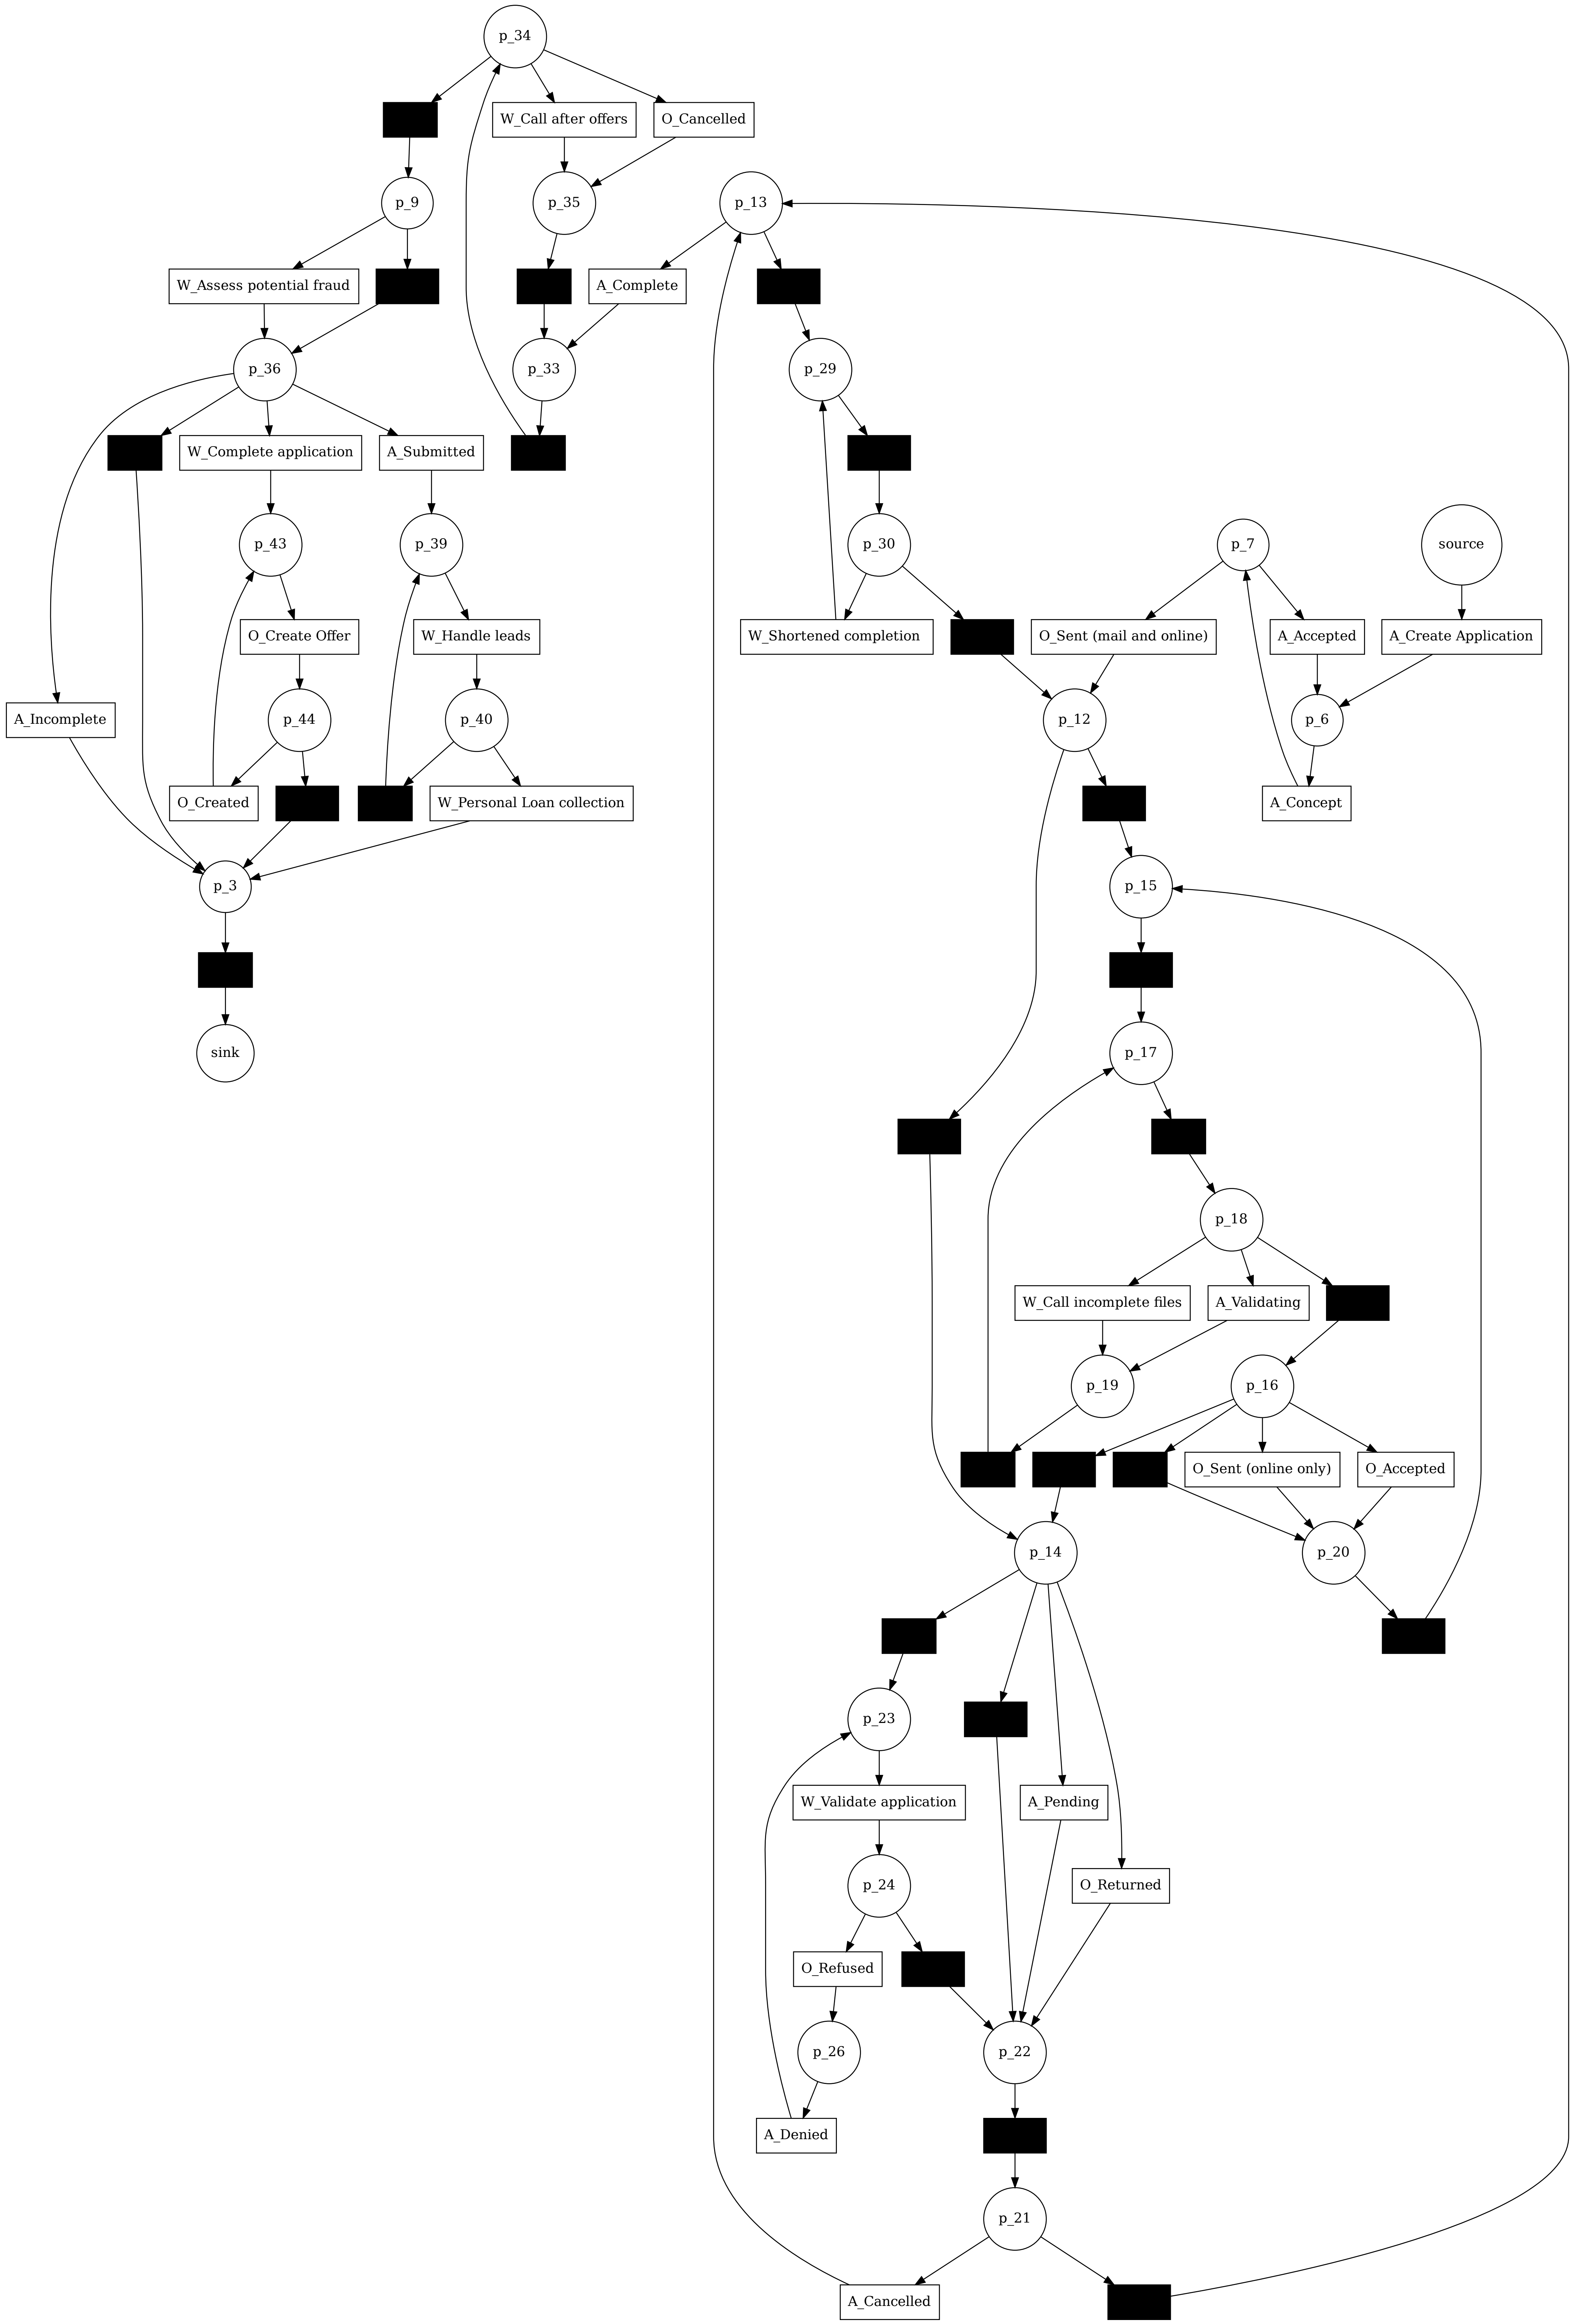 p_34
W_Call after offers
O_Cancelled
p_9
p_35
p_13
W_Assess potential fraud
A_Complete
p_36
p_33
p_29
W_Complete application
A_Submitted
p_43
p_39
p_30
p_7
source
O_Create Offer
W_Handle leads
W_Shortened completion
O_Sent (mail and online)
A_Accepted
A_Create Application
A_Incomplete
p_44
p_40
p_12
p_6
O_Created
W_Personal Loan collection
A_Concept
p_3
p_15
sink
p_17
p_18
W_Call incomplete files
A_Validating
p_19
p_16
O_Sent (online only)
O_Accepted
p_14
p_20
p_23
W_Validate application
A_Pending
p_24
O_Returned
O_Refused
p_26
p_22
A_Denied
p_21
A_Cancelled